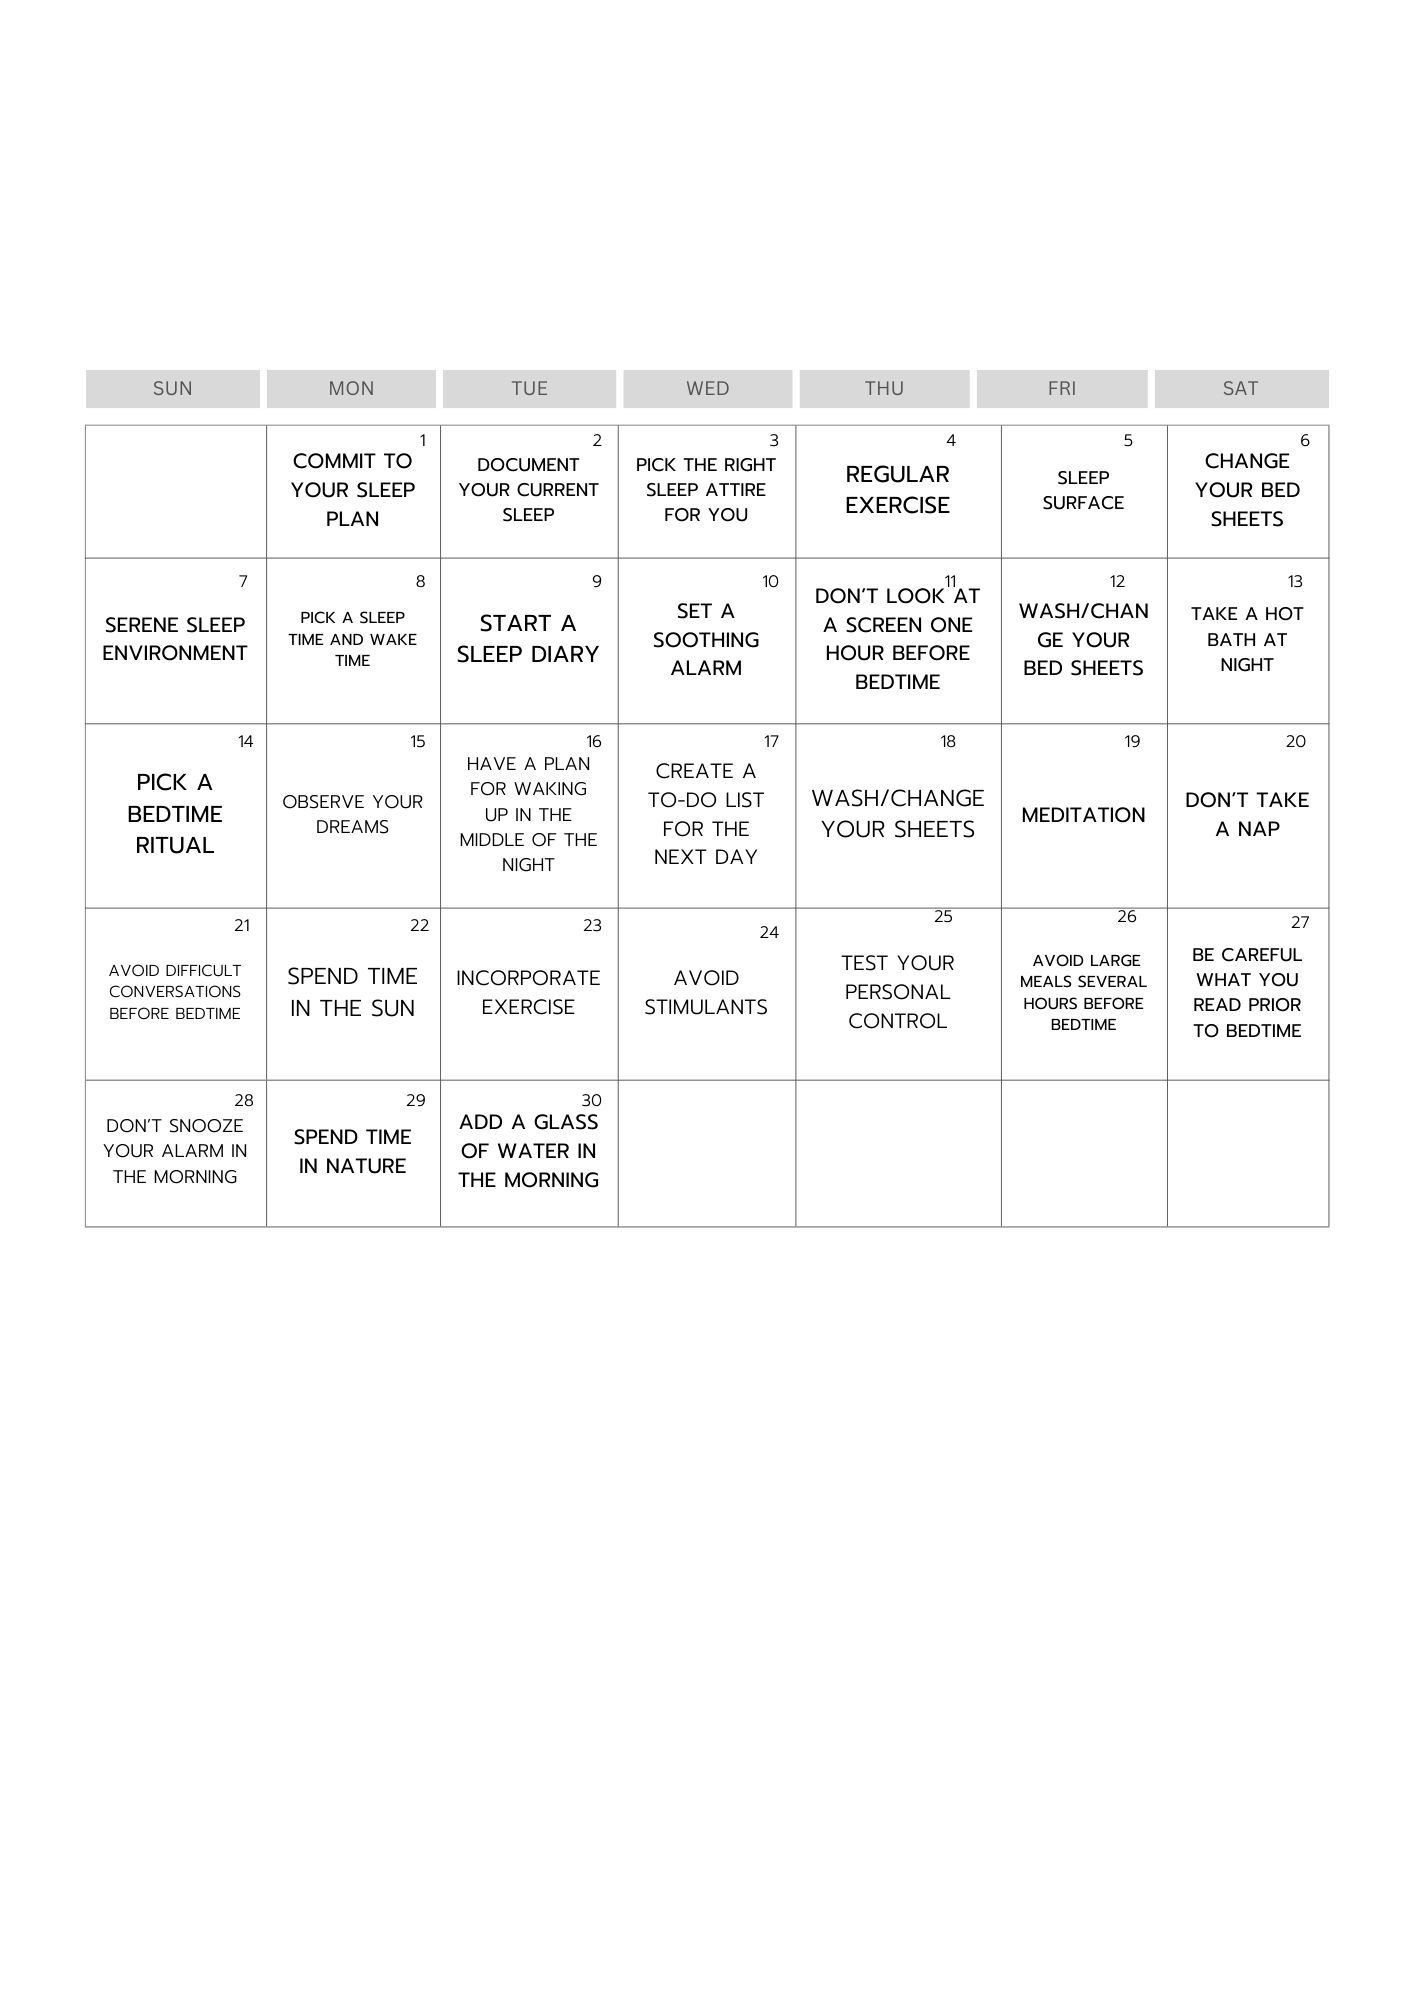 SUN MON TUE WED THU FRI SAT
1
COMMIT TO
YOUR SLEEP
PLAN
2
DOCUMENT
YOUR CURRENT
SLEEP
3
PICK THE RIGHT
SLEEP ATTIRE
FOR YOU
4
REGULAR
EXERCISE
5
SLEEP
SURFACE
6
CHANGE
YOUR BED
SHEETS
7
SERENE SLEEP
ENVIRONMENT
8
PICK A SLEEP
TIME AND WAKE
TIME
9
START A
SLEEP DIARY
10
SET A
SOOTHING
ALARM
11
DON'T LOOK AT
A SCREEN ONE
HOUR BEFORE
BEDTIME
12
WASH/CHAN
GE YOUR
BED SHEETS
13
TAKE A HOT
BATH AT
NIGHT
14
PICK A
BEDTIME
RITUAL
15
OBSERVE YOUR
DREAMS
16
HAVE A PLAN
FOR WAKING
UP IN THE
MIDDLE OF THE
NIGHT
17
CREATE A
TO-DO LIST
FOR THE
NEXT DAY
18
WASH/CHANGE
YOUR SHEETS
19
MEDITATION
20
DON'T TAKE
A NAP
21
AVOID DIFFICULT
CONVERSATIONS
BEFORE BEDTIME
22
SPEND TIME
IN THE SUN
23
INCORPORATE
EXERCISE
24
AVOID
STIMULANTS
25
TEST YOUR
PERSONAL
CONTROL
26
AVOID LARGE
MEALS SEVERAL
HOURS BEFORE
BEDTIME
27
BE CAREFUL
WHAT YOU
READ PRIOR
TO BEDTIME
28
DON'T SNOOZE
YOUR ALARM IN
THE MORNING
29
SPEND TIME
IN NATURE
30
ADD A GLASS
OF WATER IN
THE MORNING